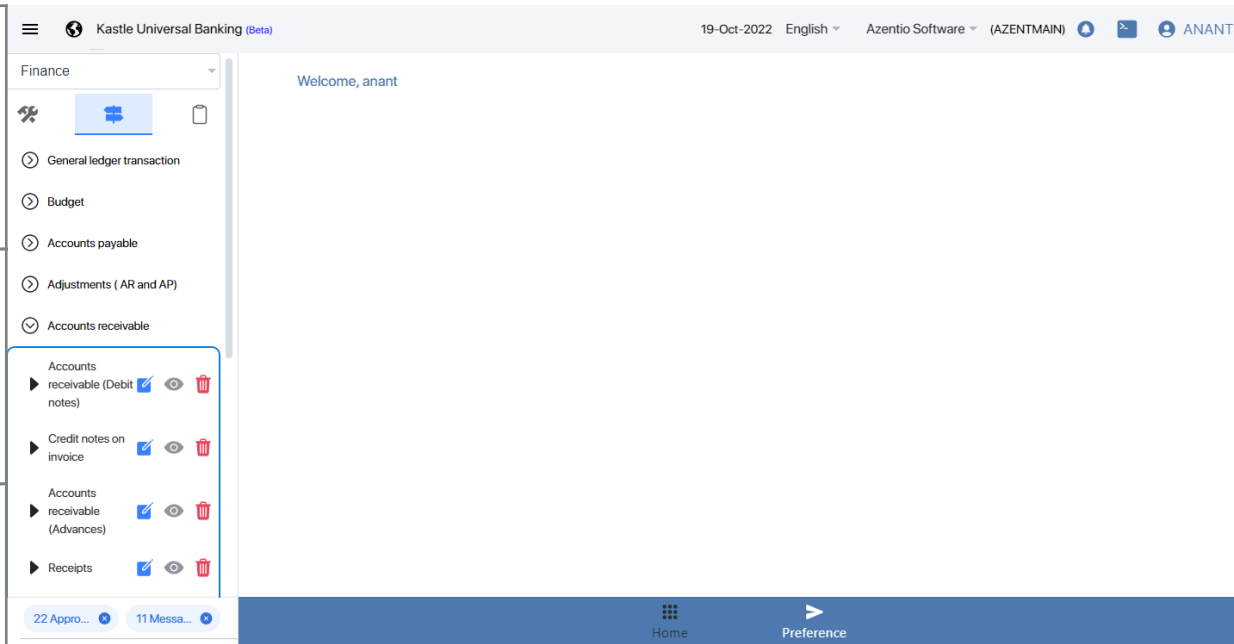 Kastle Universal Banking (Beta)
19-Oct-2022 English Azentio Software (AZENTMAIN) ANANT
Finance
Welcome, anant
General ledger transaction
Budget
Accounts payable
Adjustments ( AR and AP)
Accounts receivable
Accounts
receivable (Debit
notes)
Credit notes on
invoice
Accounts
receivable
(Advances)
Receipts
22 Appro... 11 Messa...
Home
Preference